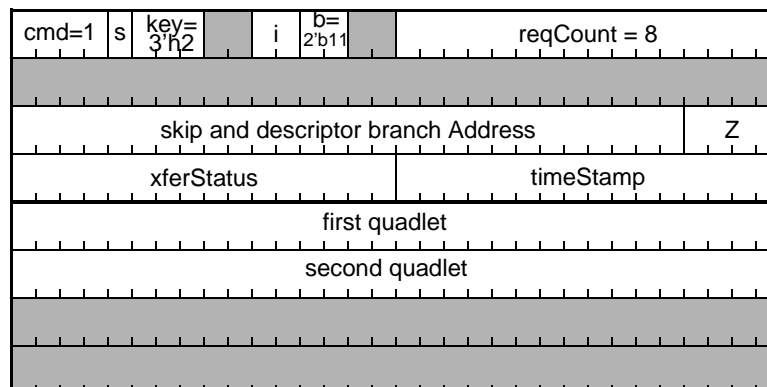 cmd=1 s key= 3'h2 i b= 2'b11 reqCount = 8
skip and descriptor branch Address Z
xferStatus timeStamp
first quadlet
second quadlet